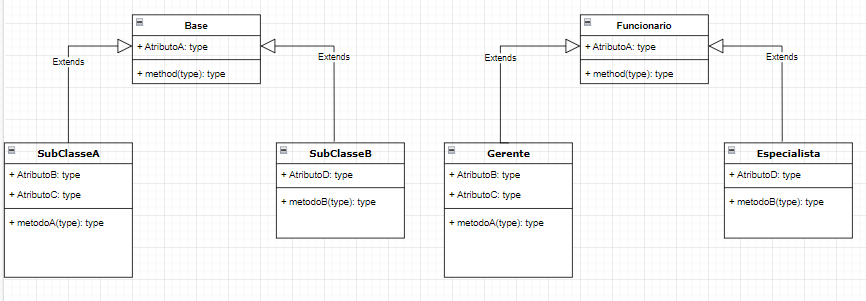 Base
+ AtributoA: type
+ method(type): type
Extends
Extends
SubClasseA
+ AtributoB: type
+ AtributoC: type
+ metodoA(type): type
SubClasseB
+ AtributoD: type
+ metodoB(type): type
Funcionario
+ AtributoA: type
+ method(type): type
Extends
Extends
Gerente
+ AtributoB: type
+ AtributoC: type
+ metodoA(type): type
Especialista
+ AtributoD: type
+ metodoB(type): type